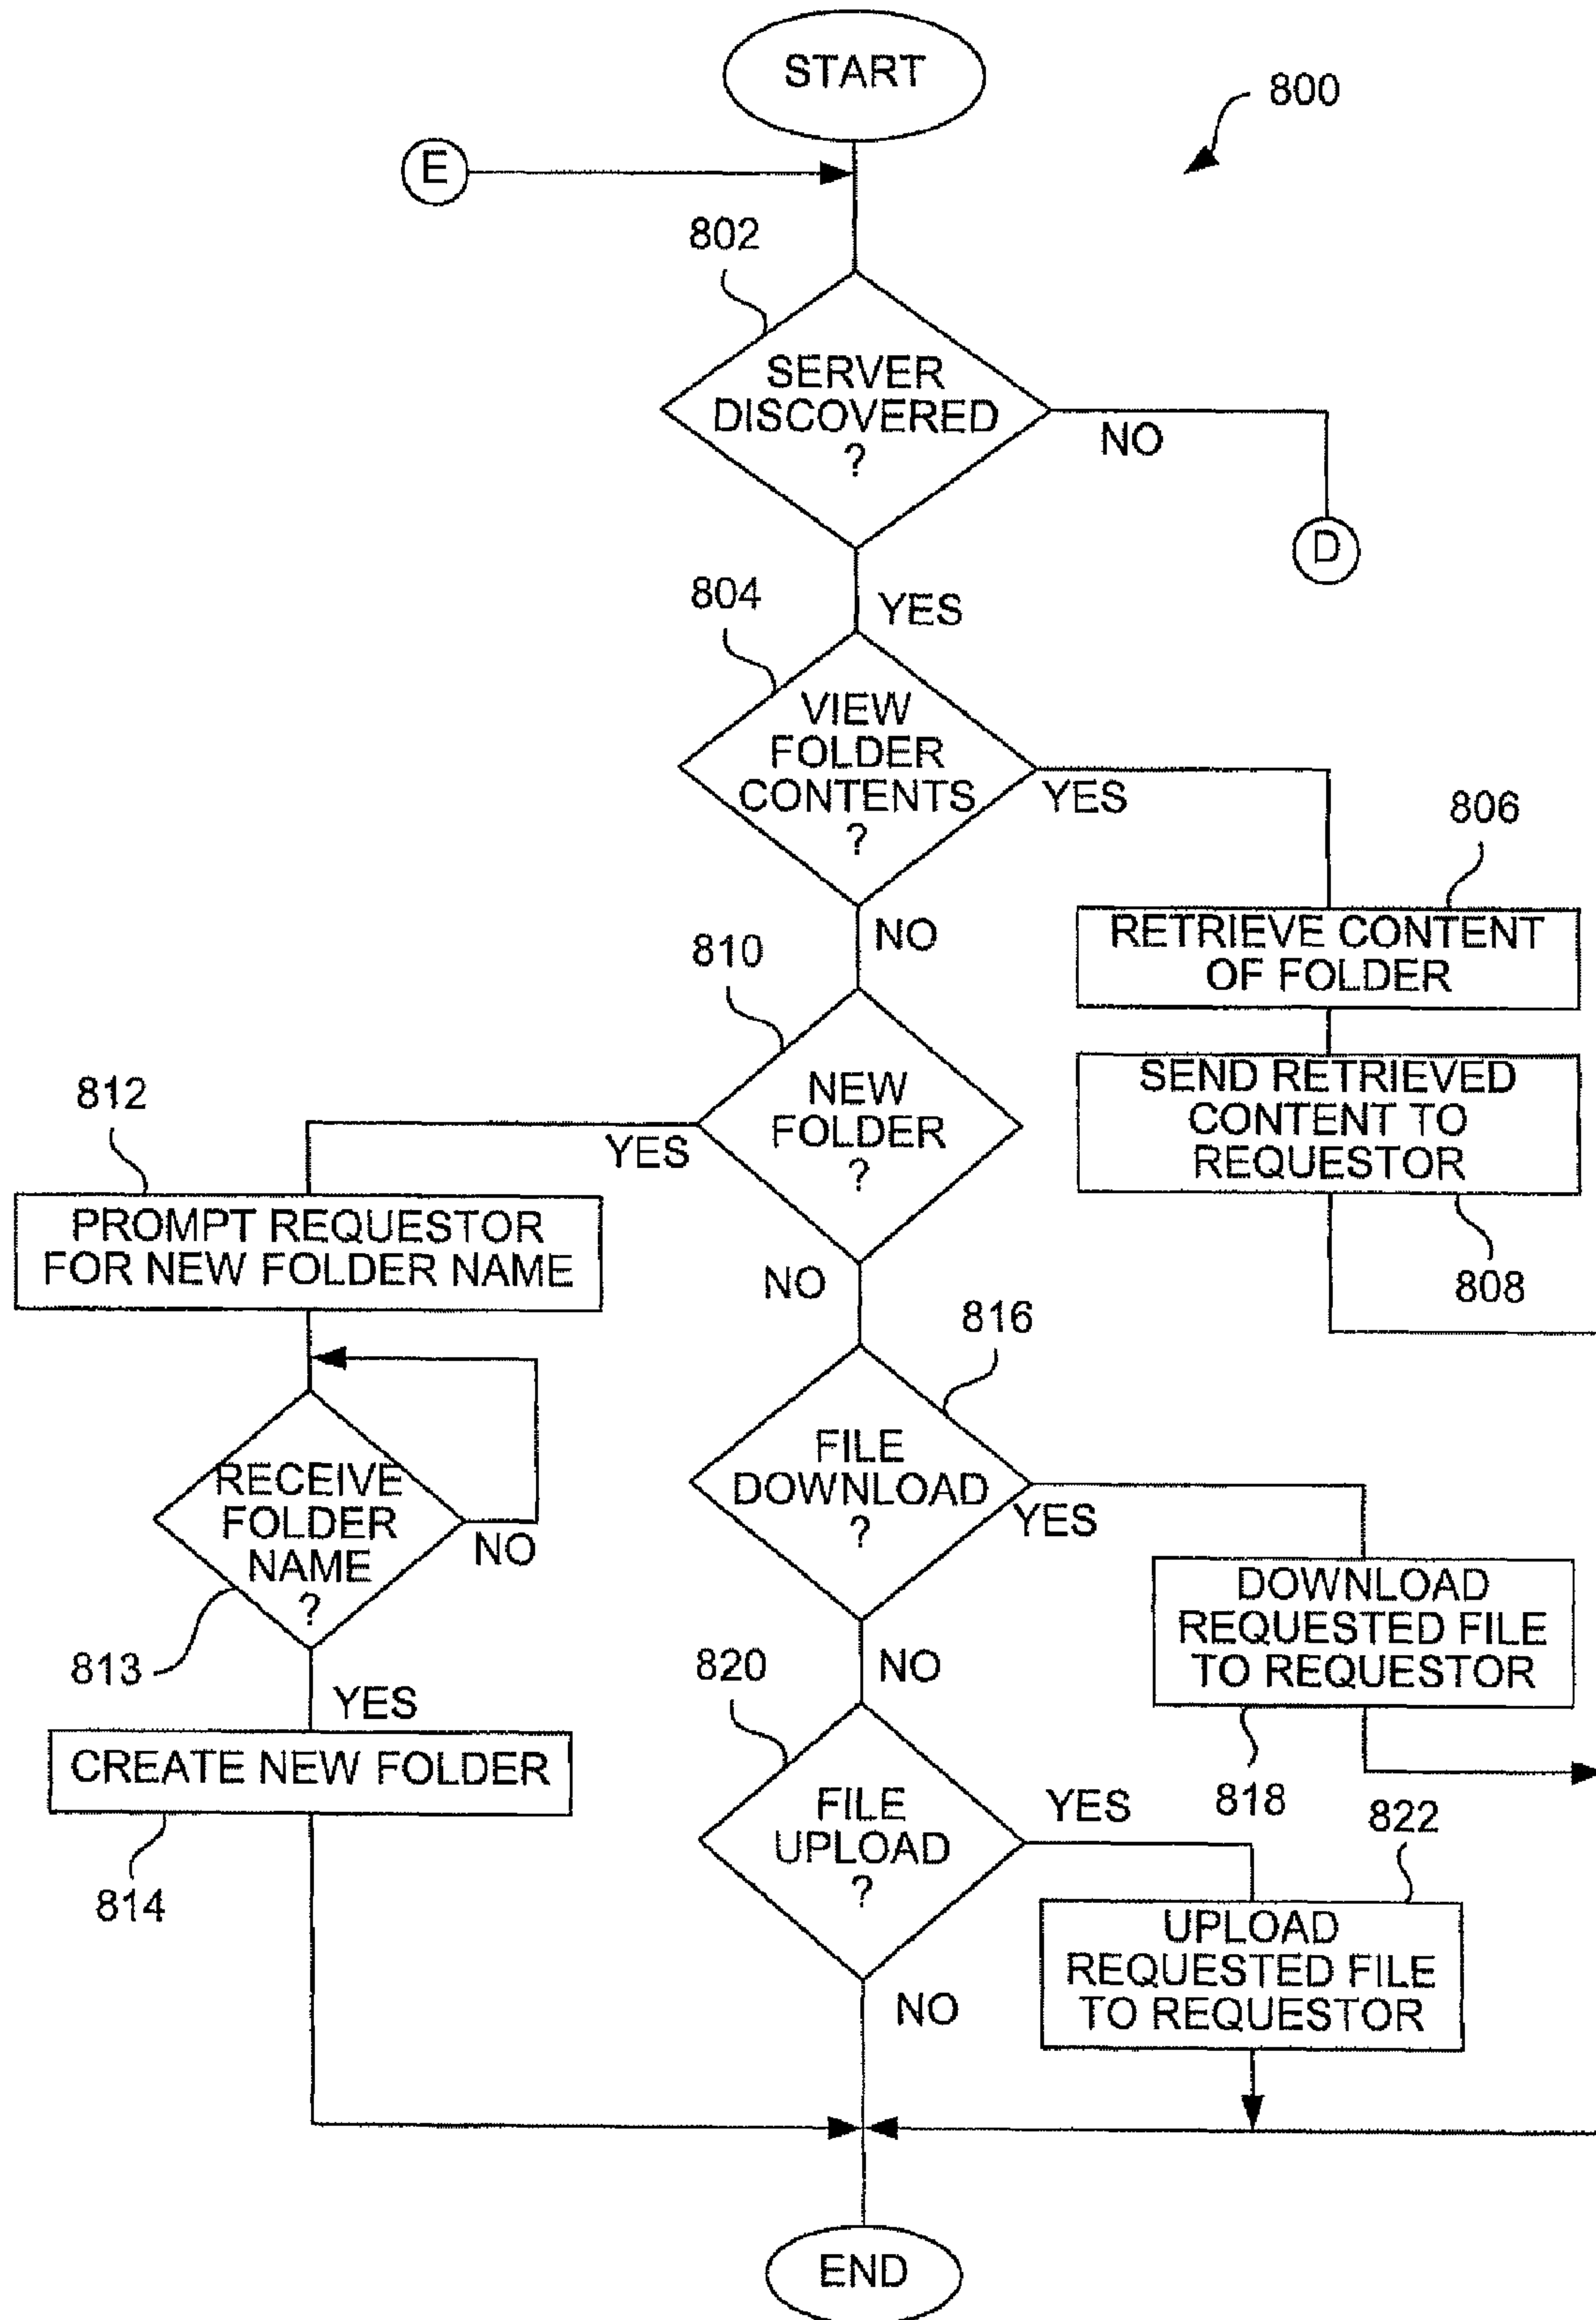 START
800
E
802
SERVER
DISCOVERED
?
NO
D
YES
804
VIEW
FOLDER
CONTENTS
?
YES
806
RETRIEVE CONTENT
OF FOLDER
NO
810
SEND RETRIEVED
CONTENT TO
REQUESTOR
808
NEW
FOLDER
?
YES
812
PROMPT REQUESTOR
FOR NEW FOLDER NAME
NO
816
RECEIVE
FOLDER
NAME
?
NO
813
YES
CREATE NEW FOLDER
814
FILE
DOWNLOAD
?
YES
DOWNLOAD
REQUESTED FILE
TO REQUESTOR
818
NO
820
FILE
UPLOAD
?
YES
822
UPLOAD
REQUESTED FILE
TO REQUESTOR
NO
END